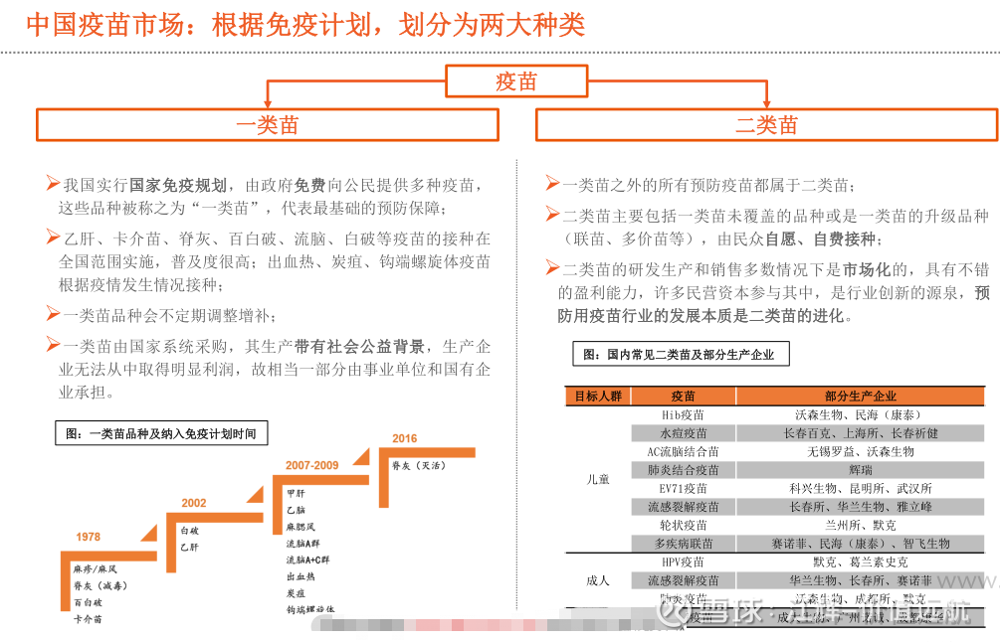 中国疫苗市场：根据免疫计划，划分为两大种类
疫苗
一类苗
二类苗
我国实行国家免疫规划，由政府免费向公民提供多种疫苗，
这些品种被称之为“一类苗”，代表最基础的预防保障；
乙肝、卡介苗、脊灰、百白破、流脑、白破等疫苗的接种在
全国范围实施，普及度很高；出血热、炭疽、钩端螺旋体疫苗
根据疫情发生情况接种；
一类苗品种会不定期调整增补；
一类苗由国家系统采购，其生产带有社会公益背景，生产企
业无法从中取得明显利润，故相当一部分由事业单位和国有企
业承担。
图：一类苗品种及纳入免疫计划时间
1978
麻疹/麻风
脊灰（减毒）
百白破
卡介苗
2002
白破
乙肝
2007-2009
甲肝
乙脑
麻腮风
流脑A群
流脑A+C群
出血热
炭疽
钩端螺旋体
2016
脊灰（灭活）
一类苗之外的所有预防疫苗都属于二类苗；
二类苗主要包括一类苗未覆盖的品种或是一类苗的升级品种
（联苗、多价苗等），由民众自愿、自费接种；
二类苗的研发生产和销售多数情况下是市场化的，具有不错
的盈利能力，许多民营资本参与其中，是行业创新的源泉，预
防用疫苗行业的发展本质是二类苗的进化。
图：国内常见二类苗及部分生产企业
目标人群 疫苗 部分生产企业
儿童
Hib疫苗 沃森生物、民海（康泰）
水痘疫苗 长春百克、上海所、长春祈健
AC流脑结合苗 无锡罗益、沃森生物
肺炎结合疫苗 辉瑞
EV71疫苗 科兴生物、昆明所、武汉所
流感裂解疫苗 长春所、华兰生物、雅立峰
轮状疫苗 兰州所、默克
多疾病联苗 赛诺菲、民海（康泰）、智飞生物
成人
HPV疫苗 默克、葛兰素史克
流感裂解疫苗 华兰生物、长春所、赛诺菲
肺炎疫苗 沃森生物、成都所、默克
疫苗 成大生物、广州诺诚、成都康华
www.
雪球